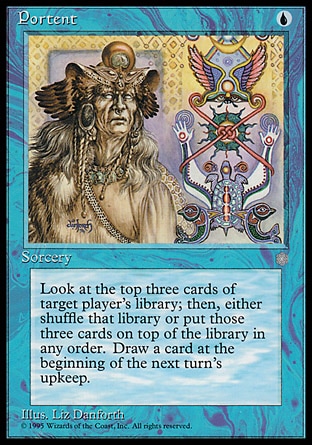 Portent
Sorcery
Look at the top three cards of
target player's library; then, either
shuffle that library or put those
three cards on top of the library in
any order. Draw a card at the
beginning of the next turn's
upkeep.
Illus. Liz Danforth
© 1995 Wizards of the Coast, Inc. All rights reserved.